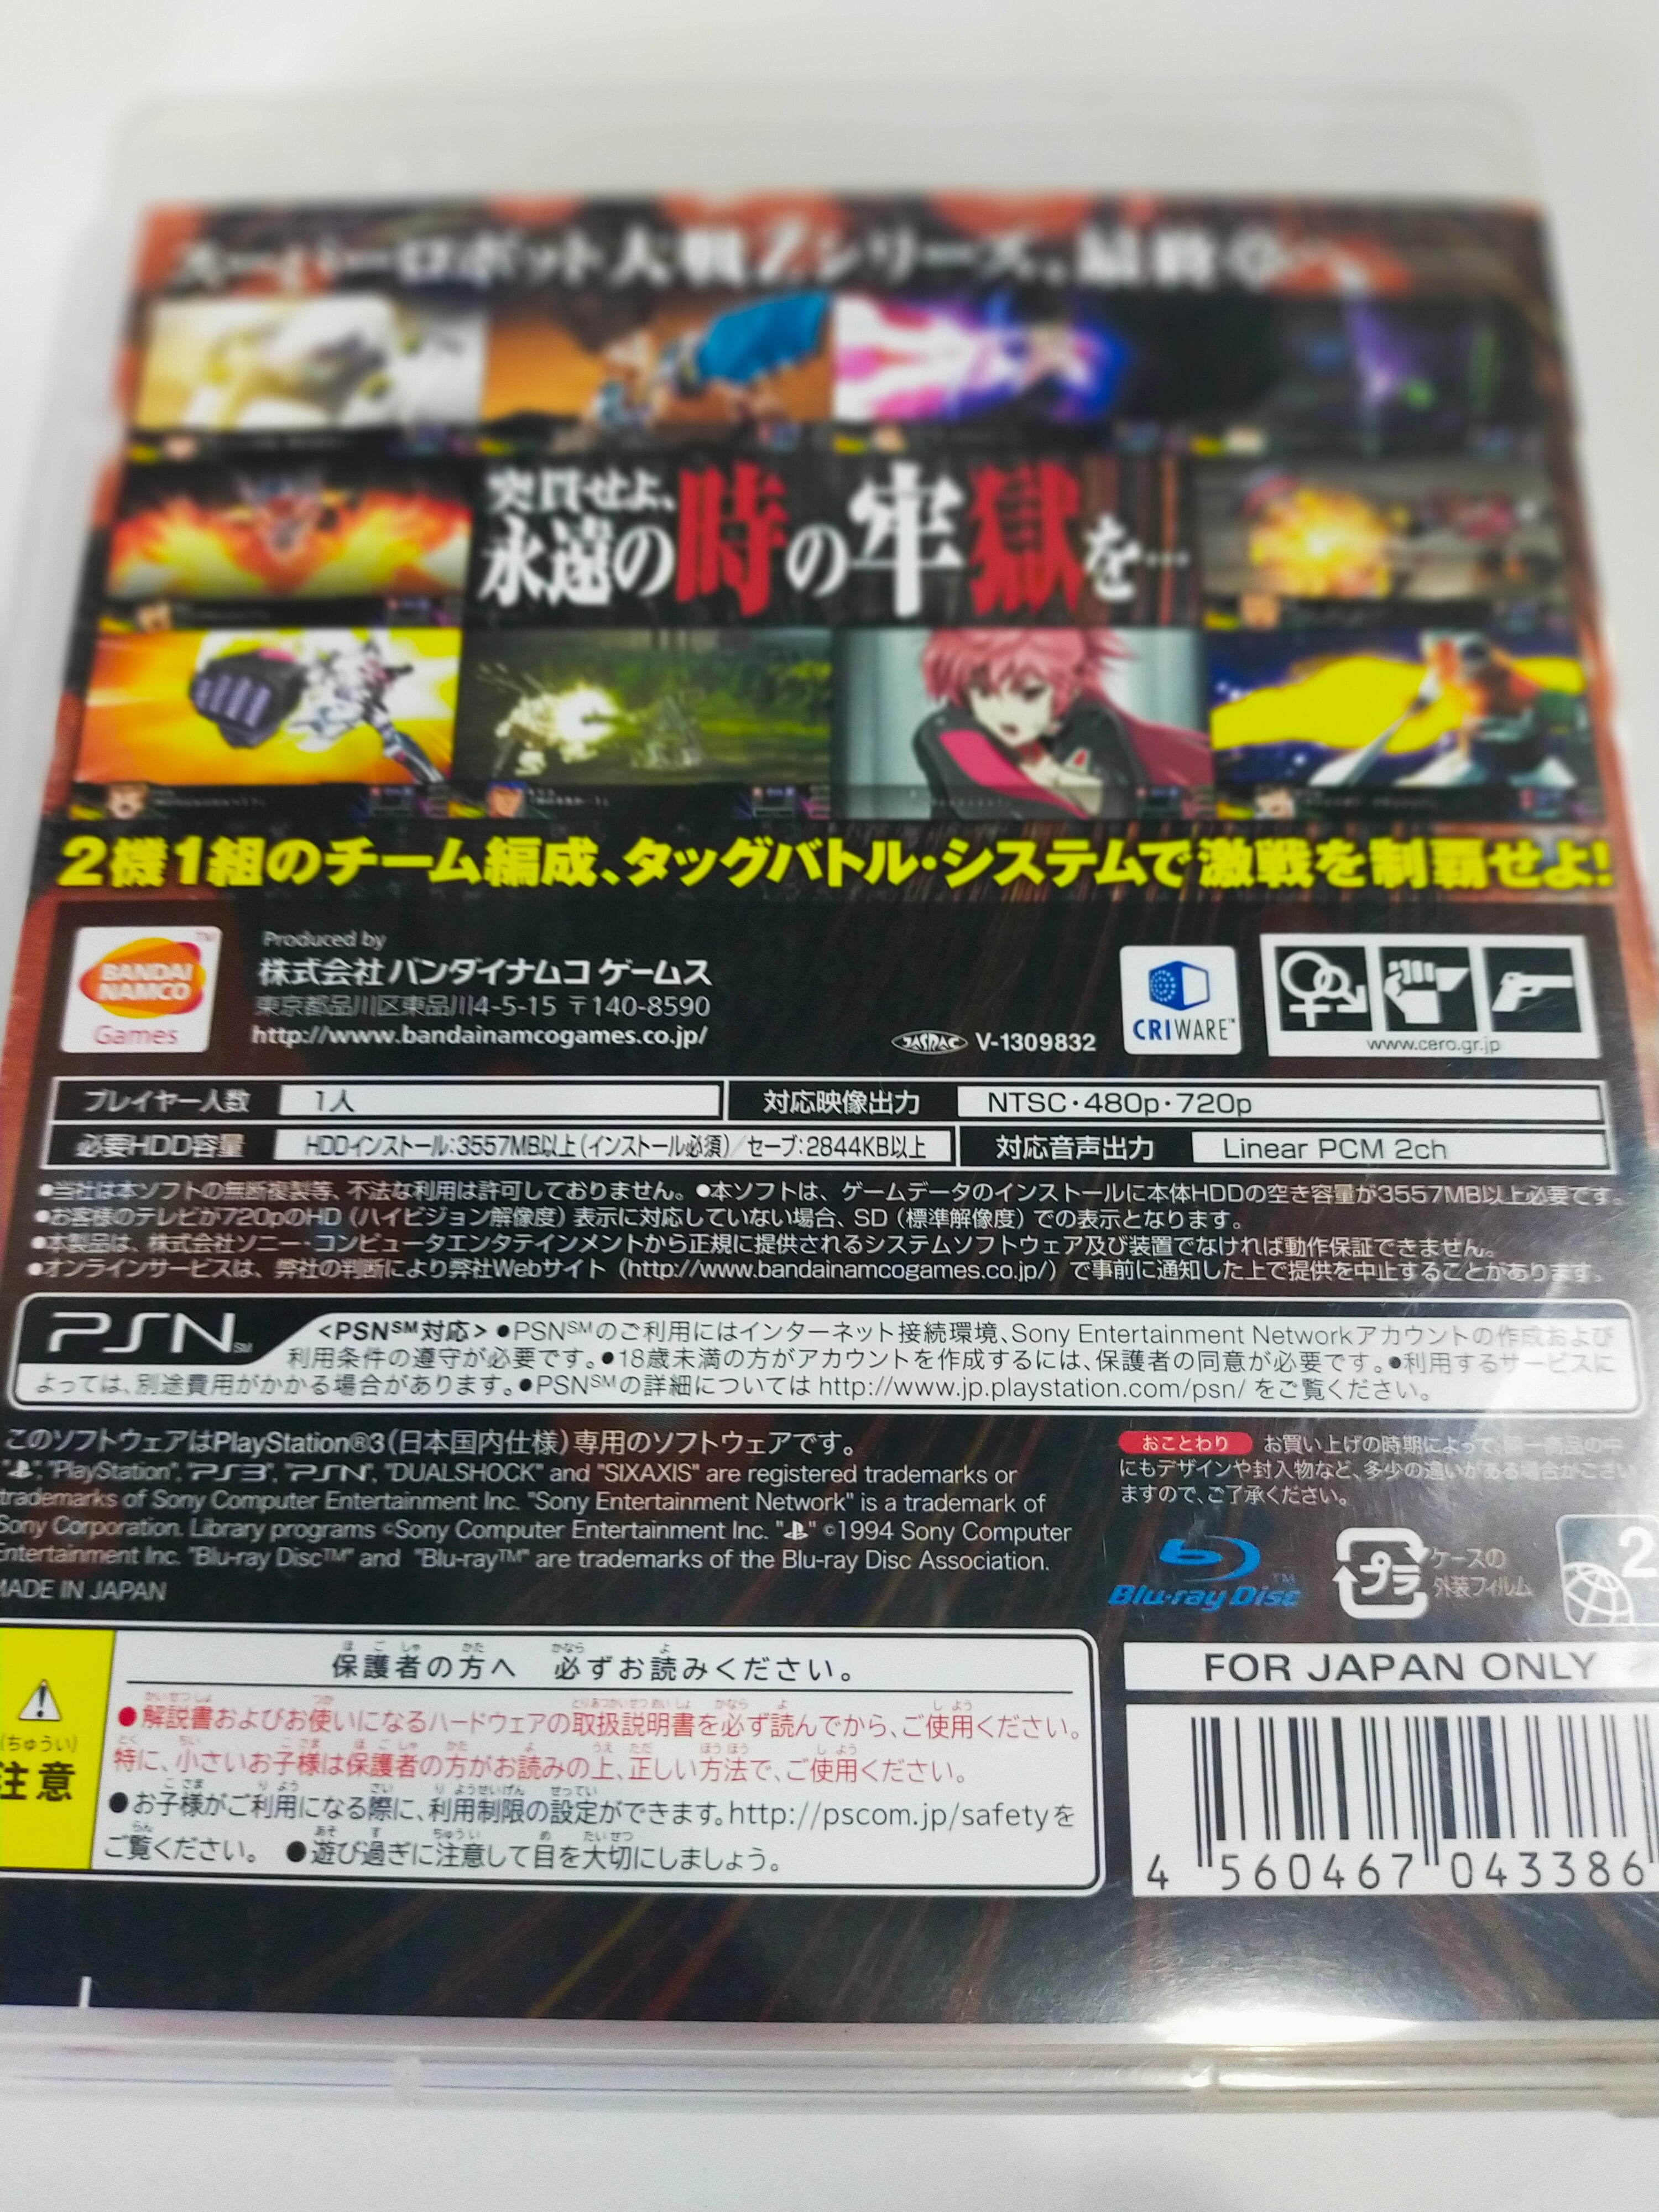 スーパーロボット大戦Zシリーズ、最終章へ
突貫せよ、
永遠の時の牢獄を…
2機1組のチーム編成、タッグバトル・システムで激戦を制覇せよ!
BANDAI
NAMCO
Games
Produced by
株式会社 バンダイナムコ ゲームス
東京都品川区東品川4-5-15 〒140-8590
http://www.bandainamcogames.co.jp/
JASRAC V-1309832
CRIWARE™
www.cero.gr.jp
プレイヤー人数 1人 対応映像出力 NTSC・480p・720p
必要HDD容量 HDDインストール:3557MB以上(インストール必須)/セーブ:2844KB以上 対応音声出力 Linear PCM 2ch
●当社は本ソフトの無断複製等、不法な利用は許可しておりません。●本ソフトは、ゲームデータのインストールに本体HDDの空き容量が3557MB以上必要です。
●お客様のテレビが720pのHD(ハイビジョン解像度)表示に対応していない場合、SD(標準解像度)での表示となります。
●本製品は、株式会社ソニー・コンピュータエンタテインメントから正規に提供されるシステムソフトウェア及び装置でなければ動作保証できません。
●オンラインサービスは、弊社の判断により弊社Webサイト(http://www.bandainamcogames.co.jp/)で事前に通知した上で提供を中止することがあります。
PSN℠ <PSN℠対応> ●PSN℠のご利用にはインターネット接続環境、Sony Entertainment Networkアカウントの作成および
利用条件の遵守が必要です。●18歳未満の方がアカウントを作成するには、保護者の同意が必要です。●利用するサービスに
よっては、別途費用がかかる場合があります。●PSN℠の詳細については http://www.jp.playstation.com/psn/ をご覧ください。
このソフトウェアはPlayStation®3(日本国内仕様)専用のソフトウェアです。
"PlayStation", "PS3", "PSN", "DUALSHOCK" and "SIXAXIS" are registered trademarks or
trademarks of Sony Computer Entertainment Inc. "Sony Entertainment Network" is a trademark of
Sony Corporation. Library programs ©Sony Computer Entertainment Inc. "" ©1994 Sony Computer
Entertainment Inc. "Blu-ray Disc™" and "Blu-ray™" are trademarks of the Blu-ray Disc Association.
MADE IN JAPAN
おことわり お買い上げの時期によって、同一商品の中
にもデザインや封入物など、多少の違いがある場合がござい
ますので、ご了承ください。
Blu-ray Disc™
プラ
ケースの
外装フィルム
2
FOR JAPAN ONLY
4 560467 043386
(ちゅうい)
注意
保護者の方へ 必ずお読みください。
●解説書およびお使いになるハードウェアの取扱説明書を必ず読んでから、ご使用ください。
特に、小さいお子様は保護者の方がお読みの上、正しい方法で、ご使用ください。
●お子様がご利用になる際に、利用制限の設定ができます。http://pscom.jp/safetyを
ご覧ください。 ●遊び過ぎに注意して目を大切にしましょう。